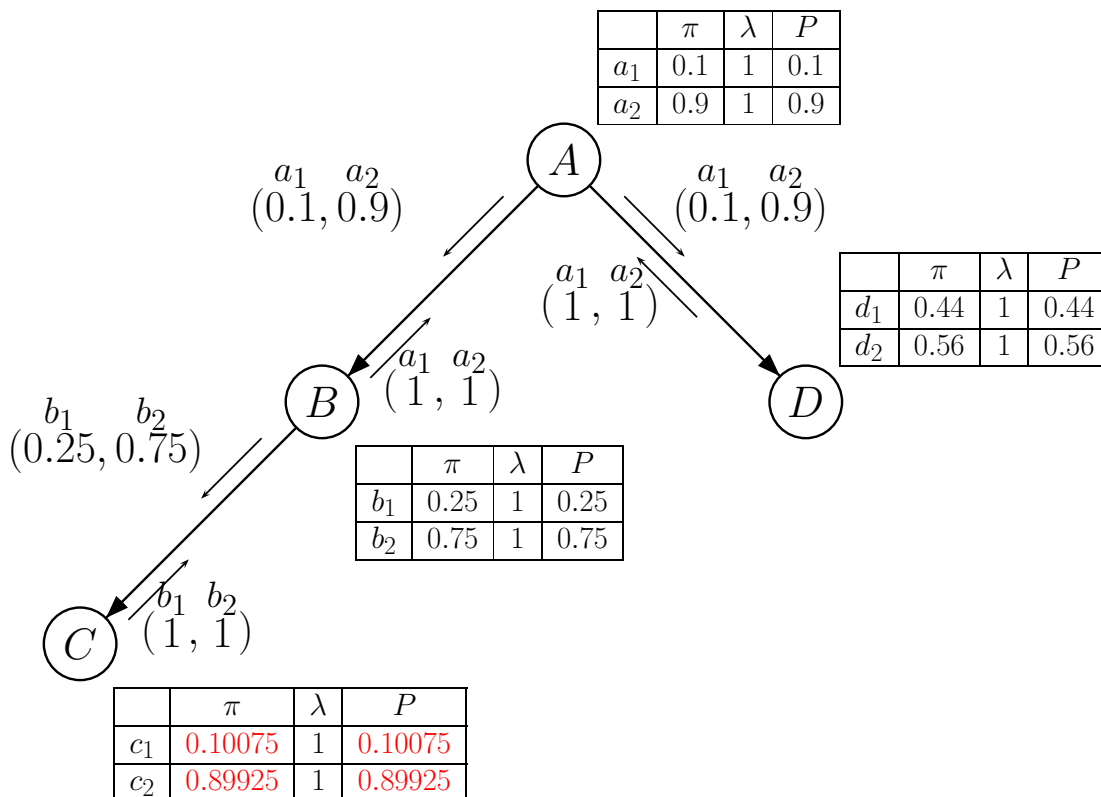 π λ P
a₁ 0.1 1 0.1
a₂ 0.9 1 0.9
A
a₁ a₂
(0.1, 0.9)
a₁ a₂
(0.1, 0.9)
a₁ a₂
(1, 1)
π λ P
d₁ 0.44 1 0.44
d₂ 0.56 1 0.56
a₁ a₂
(1, 1)
B
D
b₁ b₂
(0.25, 0.75)
π λ P
b₁ 0.25 1 0.25
b₂ 0.75 1 0.75
b₁ b₂
(1, 1)
C
π λ P
c₁ 0.10075 1 0.10075
c₂ 0.89925 1 0.89925